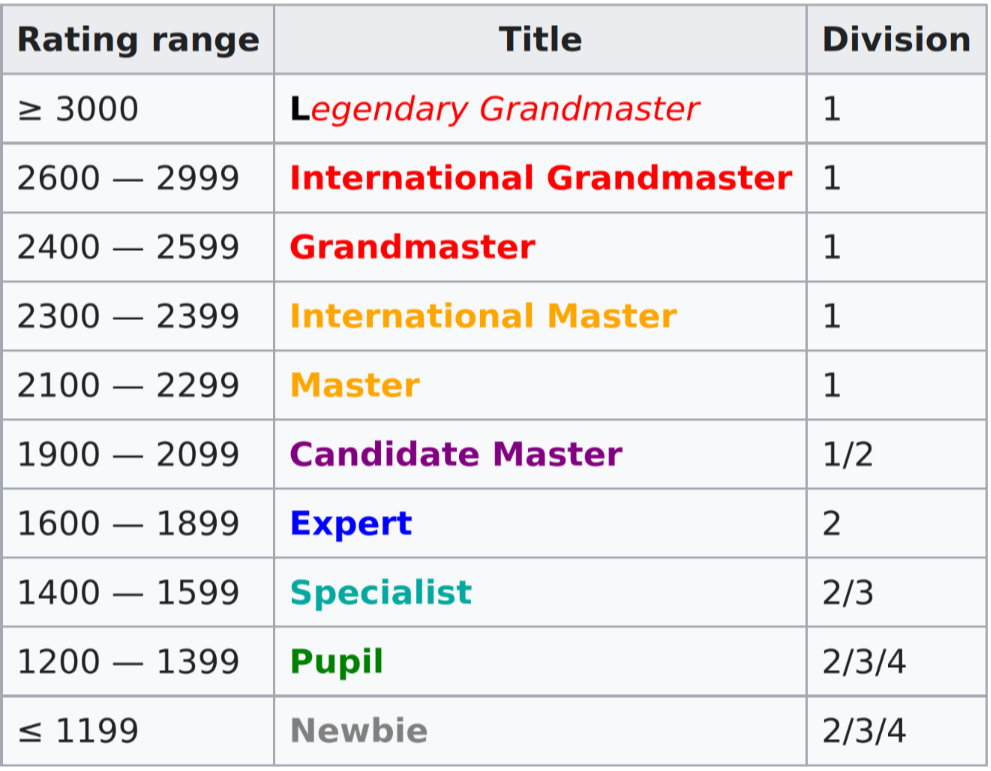 Rating range Title Division
≥ 3000 Legendary Grandmaster 1
2600 — 2999 International Grandmaster 1
2400 — 2599 Grandmaster 1
2300 — 2399 International Master 1
2100 — 2299 Master 1
1900 — 2099 Candidate Master 1/2
1600 — 1899 Expert 2
1400 — 1599 Specialist 2/3
1200 — 1399 Pupil 2/3/4
≤ 1199 Newbie 2/3/4